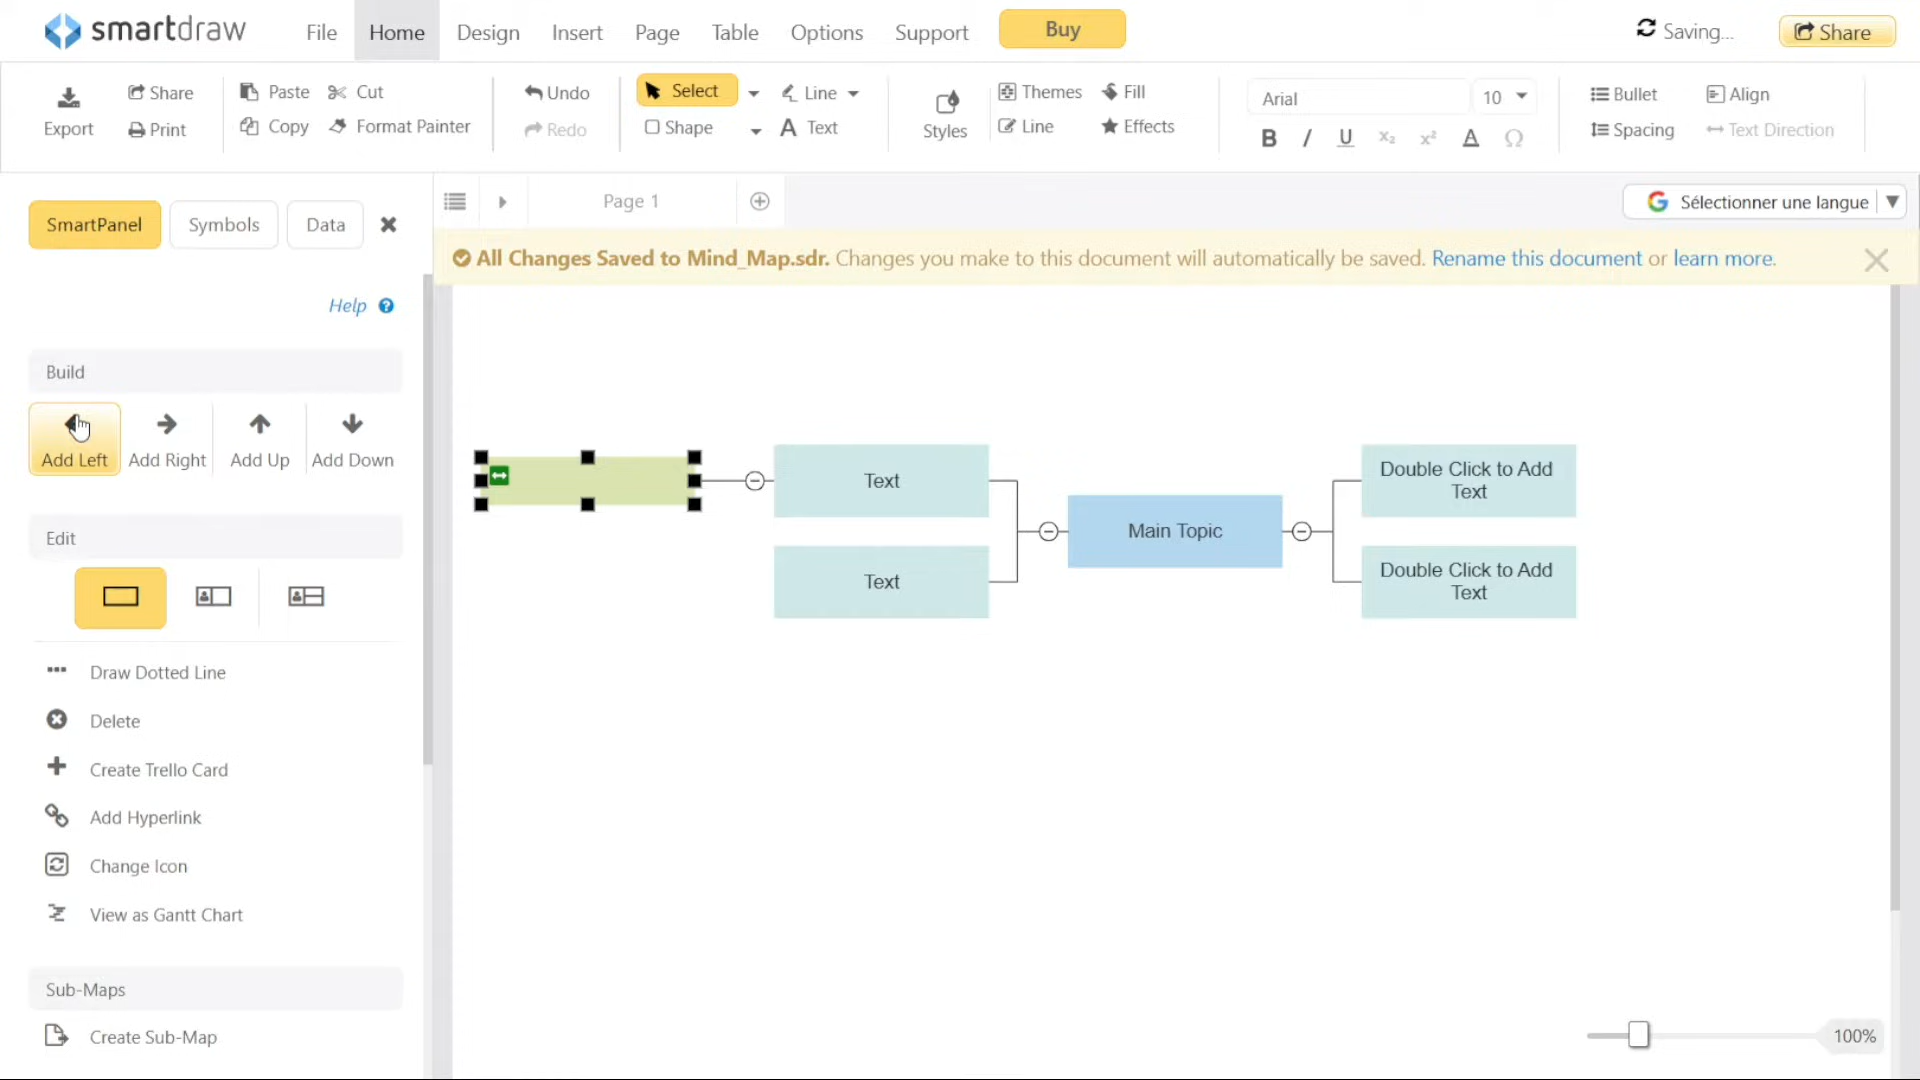 smartdraw
File
Home
Design
Insert
Page
Table
Options
Support
Buy
Saving...
Share
Export
Share
Print
Paste
Cut
Copy
Format Painter
Undo
Redo
Select
Shape
Line
A Text
Styles
Themes
Fill
Line
Effects
Arial
10
B I U X₂ X² A Ω
Bullet
Align
Spacing
Text Direction
SmartPanel
Symbols
Data
Page 1
Sélectionner une langue
All Changes Saved to Mind_Map.sdr. Changes you make to this document will automatically be saved. Rename this document or learn more.
Help
Build
Add Left
Add Right
Add Up
Add Down
Edit
Draw Dotted Line
Delete
Create Trello Card
Add Hyperlink
Change Icon
View as Gantt Chart
Sub-Maps
Create Sub-Map
Text
Text
Main Topic
Double Click to Add
Text
Double Click to Add
Text
100%